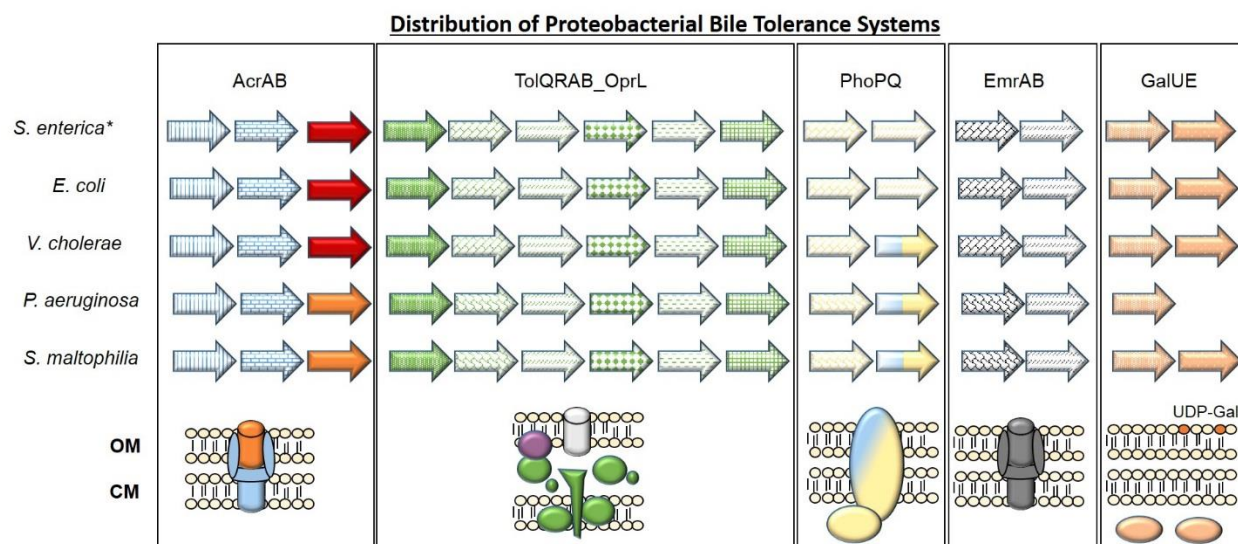 Distribution of Proteobacterial Bile Tolerance Systems
AcrAB
TolQRAB_OprL
PhoPQ
EmrAB
GalUE
S. enterica*
E. coli
V. cholerae
P. aeruginosa
S. maltophilia
UDP-Gal
OM
CM